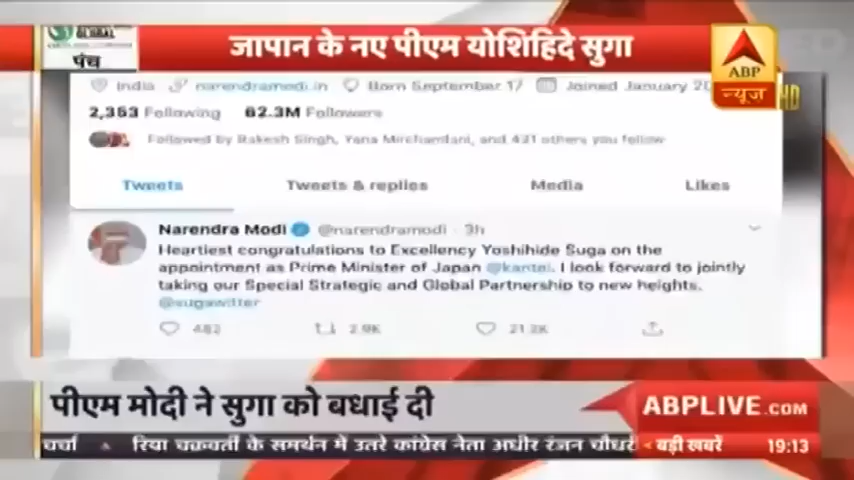 GLOBAL
पंच
जापान के नए पीएम योशिहिदे सुगा
ABP
न्यूज़
HD
India narendramodi.in Born September 17 Joined January 20
2,353 Following 62.3M Followers
Followed by Rakesh Singh, Yana Mirchandani, and 431 others you follow
Tweets Tweets & replies Media Likes
Narendra Modi @narendramodi · 3h
Heartiest congratulations to Excellency Yoshihide Suga on the
appointment as Prime Minister of Japan @kantei. I look forward to jointly
taking our Special Strategic and Global Partnership to new heights.
@sugawitter
482 2.9K 21.3K
पीएम मोदी ने सुगा को बधाई दी
ABPLIVE.COM
चर्चा रिया चक्रवर्ती के समर्थन में उतरे कांग्रेस नेता अधीर रंजन चौधरी
बड़ी खबरें
19:13